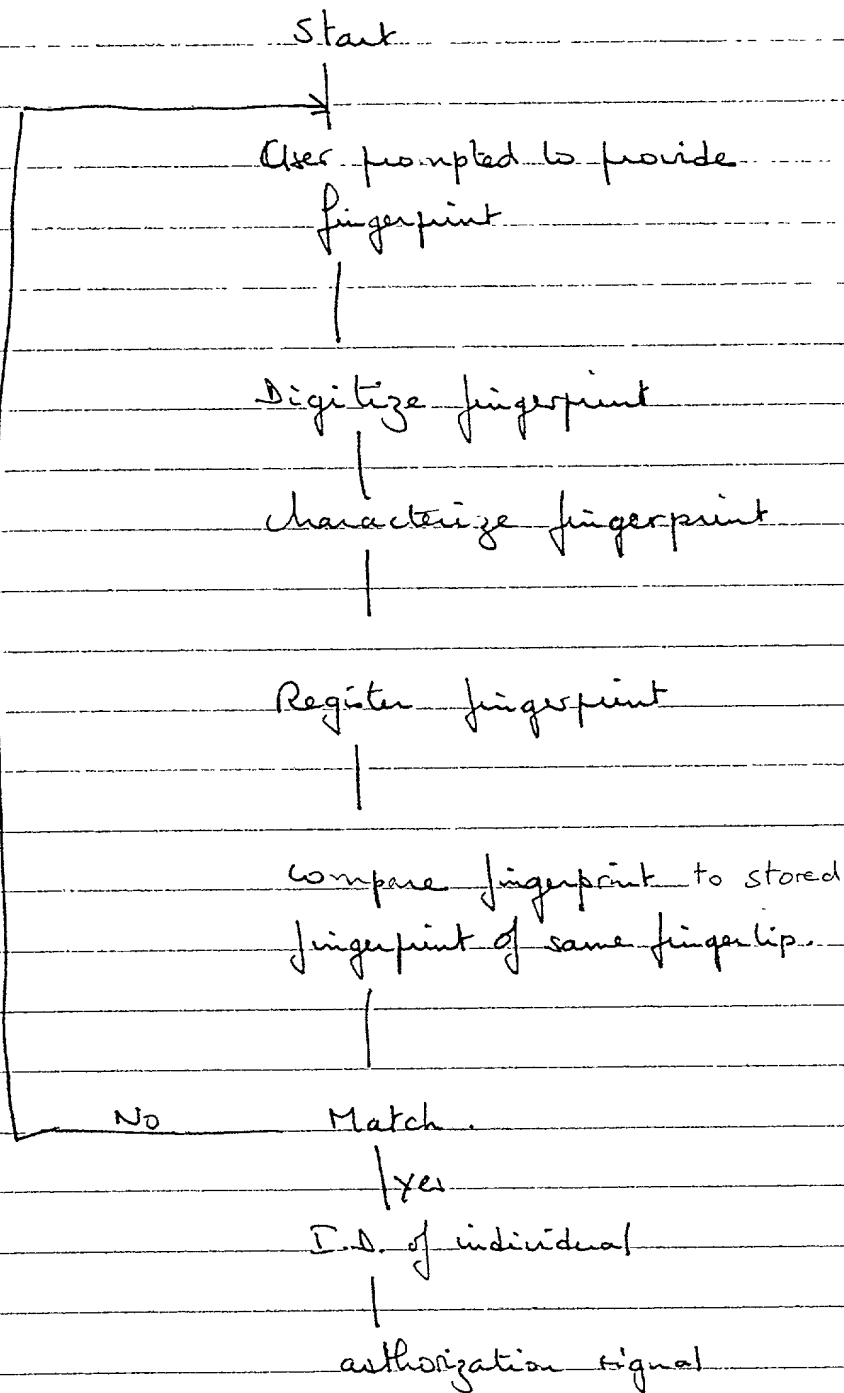 Start
User prompted to provide
fingerprint
Digitize fingerprint
characterize fingerprint
Register fingerprint
compare fingerprint to stored
fingerprint of same fingertip.
No Match.
yes
I.D. of individual
authorization signal